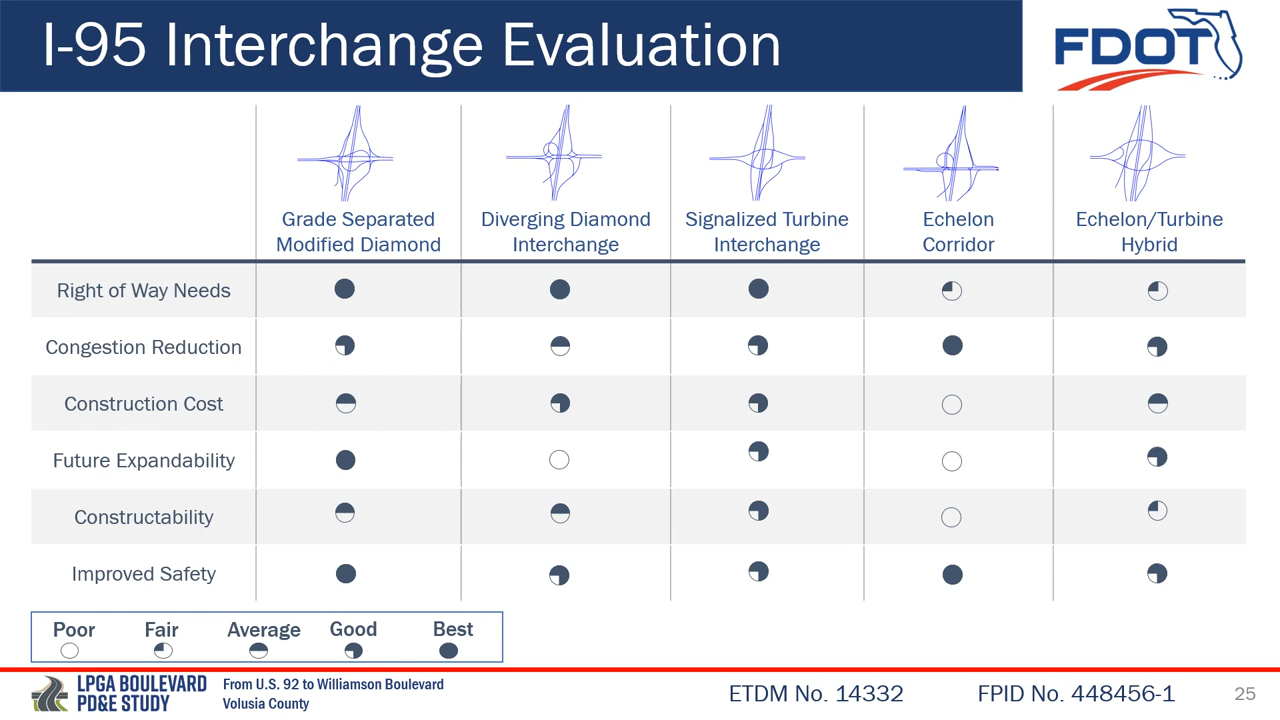 I-95 Interchange Evaluation
FDOT
Grade Separated
Modified Diamond
Diverging Diamond
Interchange
Signalized Turbine
Interchange
Echelon
Corridor
Echelon/Turbine
Hybrid
Right of Way Needs
Congestion Reduction
Construction Cost
Future Expandability
Constructability
Improved Safety
Poor Fair Average Good Best
LPGA BOULEVARD
PD&E STUDY
From U.S. 92 to Williamson Boulevard
Volusia County
ETDM No. 14332 FPID No. 448456-1 25